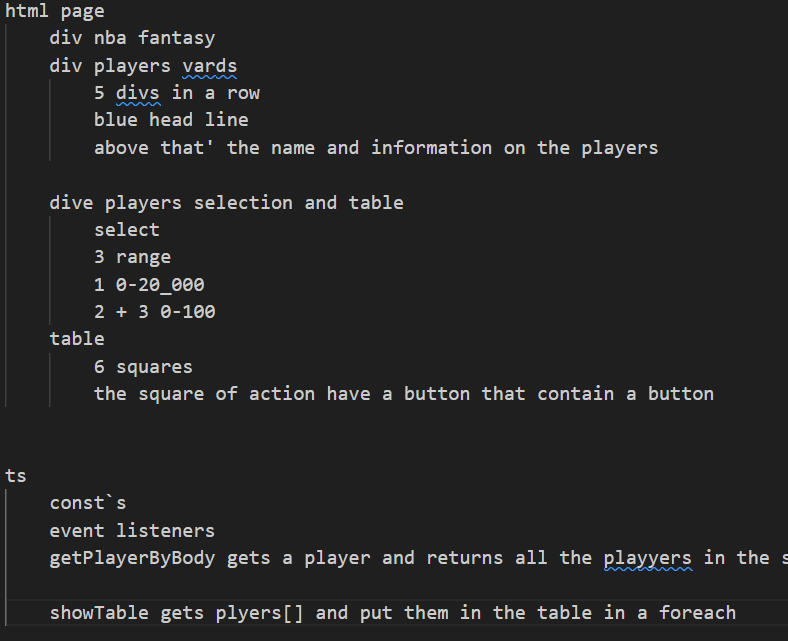 html page
div nba fantasy
div players vards
5 divs in a row
blue head line
above that' the name and information on the players
dive players selection and table
select
3 range
1 0-20_000
2 + 3 0-100
table
6 squares
the square of action have a button that contain a button
ts
const`s
event listeners
getPlayerByBody gets a player and returns all the playyers in the
showTable gets plyers[] and put them in the table in a foreach